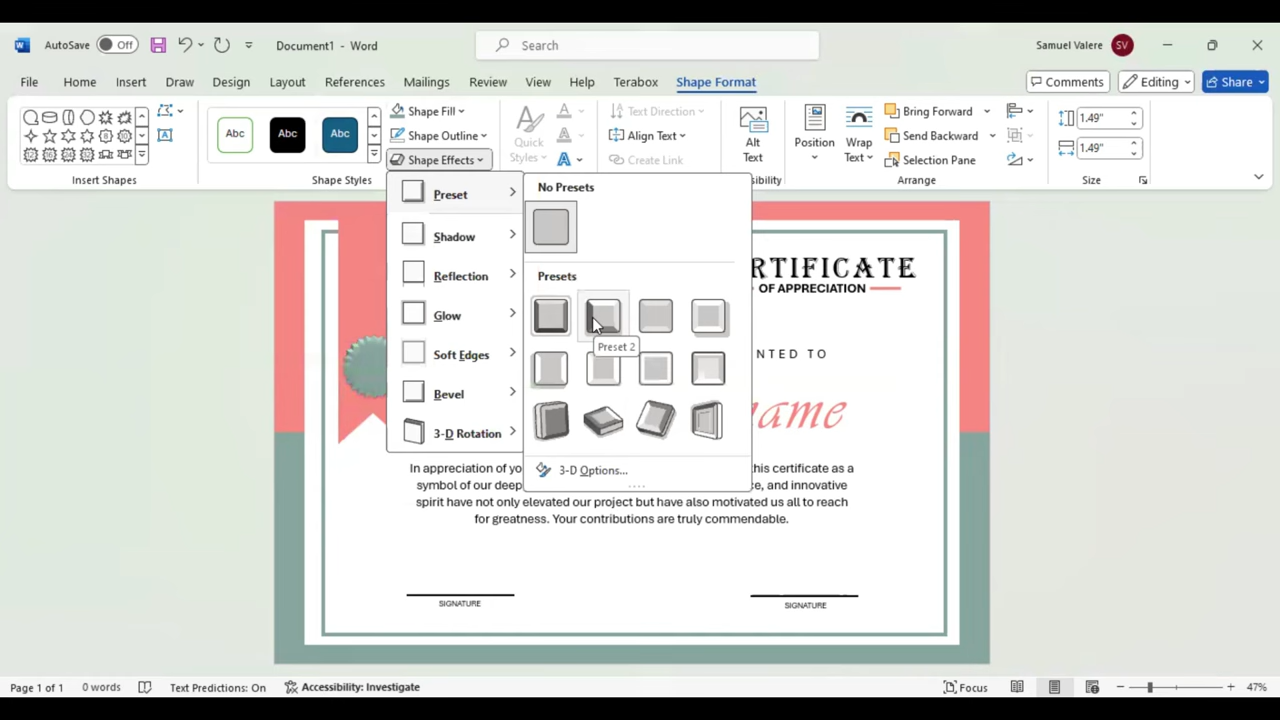 AutoSave Off Document1 - Word Search Samuel Valere SV
File Home Insert Draw Design Layout References Mailings Review View Help Terabox Shape Format Comments Editing Share
Abc Abc Abc
Shape Fill
Shape Outline
Shape Effects
Quick Styles
Text Direction
Align Text
Create Link
Alt Text
Position
Wrap Text
Bring Forward
Send Backward
Selection Pane
1.49"
1.49"
Insert Shapes Shape Styles sibility Arrange Size
Preset
Shadow
Reflection
Glow
Soft Edges
Bevel
3-D Rotation
No Presets
Presets
Preset 2
3-D Options...
RTIFICATE
OF APPRECIATION
NTED TO
name
In appreciation of yo this certificate as a
symbol of our deep ce, and innovative
spirit have not only elevated our project but have also motivated us all to reach
for greatness. Your contributions are truly commendable.
SIGNATURE SIGNATURE
Page 1 of 1 0 words Text Predictions: On Accessibility: Investigate Focus 47%